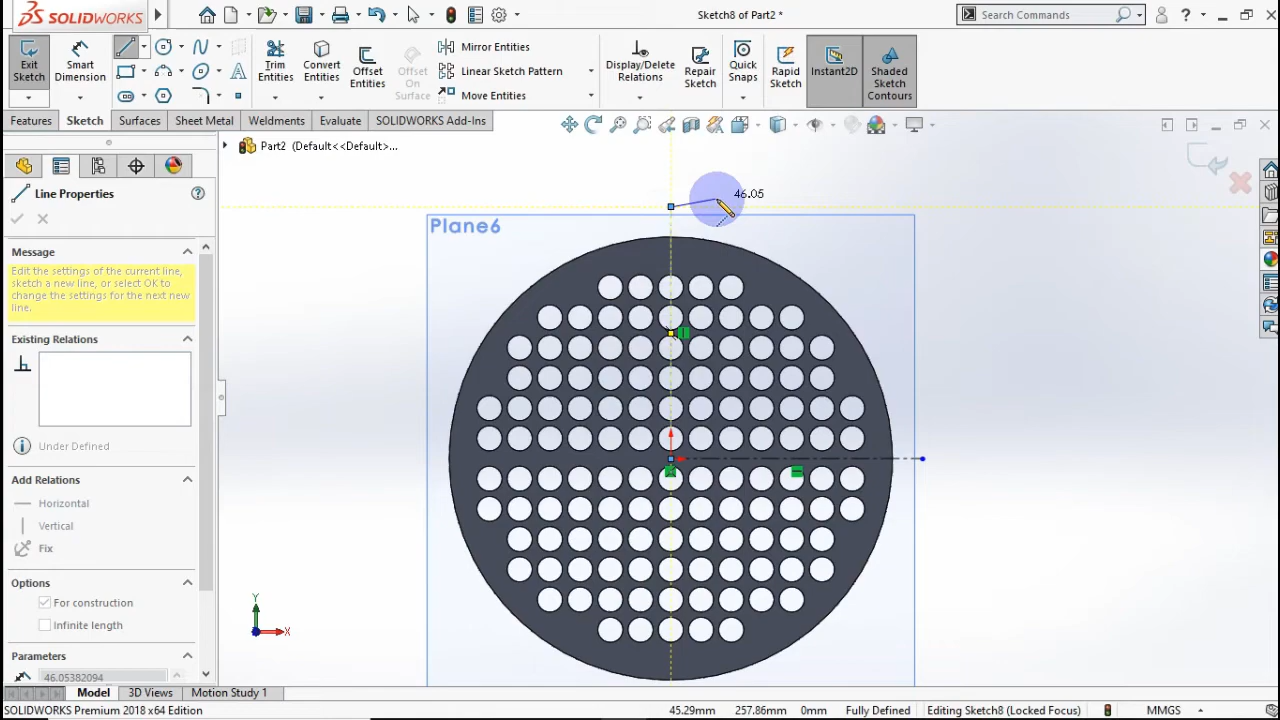 SOLIDWORKS
Sketch8 of Part2 *
Search Commands
Exit Sketch
Smart Dimension
Trim Entities
Convert Entities
Offset Entities
Offset On Surface
Mirror Entities
Linear Sketch Pattern
Move Entities
Display/Delete Relations
Repair Sketch
Quick Snaps
Rapid Sketch
Instant2D
Shaded Sketch Contours
Features
Sketch
Surfaces
Sheet Metal
Weldments
Evaluate
SOLIDWORKS Add-Ins
Part2 (Default<<Default>...
Line Properties
Message
Edit the settings of the current line,
sketch a new line, or select OK to
change the settings for the next new
line.
Existing Relations
Under Defined
Add Relations
Horizontal
Vertical
Fix
Options
For construction
Infinite length
Parameters
46.05382094
46.05
Plane6
Y
X
Model
3D Views
Motion Study 1
SOLIDWORKS Premium 2018 x64 Edition
45.29mm
257.86mm
0mm
Fully Defined
Editing Sketch8 (Locked Focus)
MMGS